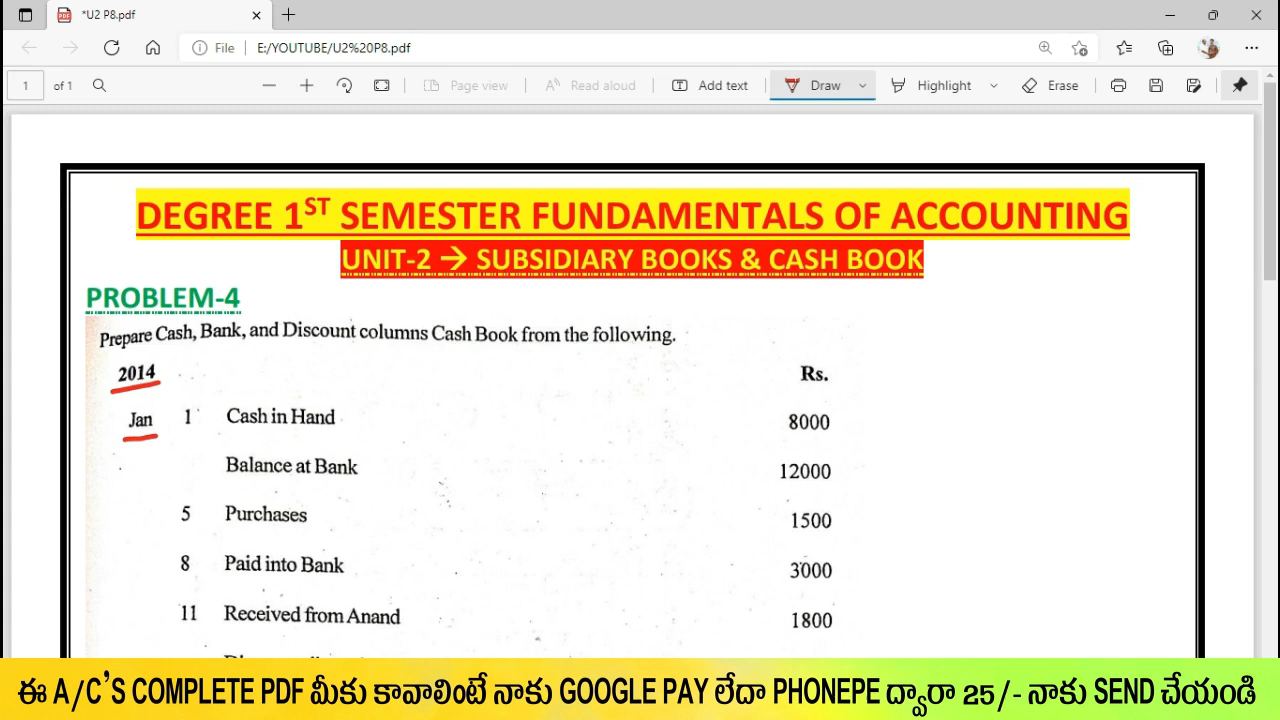 *U2 P8.pdf
File E:/YOUTUBE/U2%20P8.pdf
1 of 1 Page view Read aloud Add text Draw Highlight Erase
DEGREE 1ST SEMESTER FUNDAMENTALS OF ACCOUNTING
UNIT-2 → SUBSIDIARY BOOKS & CASH BOOK
PROBLEM-4
Prepare Cash, Bank, and Discount columns Cash Book from the following.
2014 Rs.
Jan 1 Cash in Hand 8000
Balance at Bank 12000
5 Purchases 1500
8 Paid into Bank 3000
11 Received from Anand 1800
ఈ A/C'S COMPLETE PDF మీకు కావాలింటే నాకు GOOGLE PAY లేదా PHONEPE ద్వారా 25/- నాకు SEND చేయండి